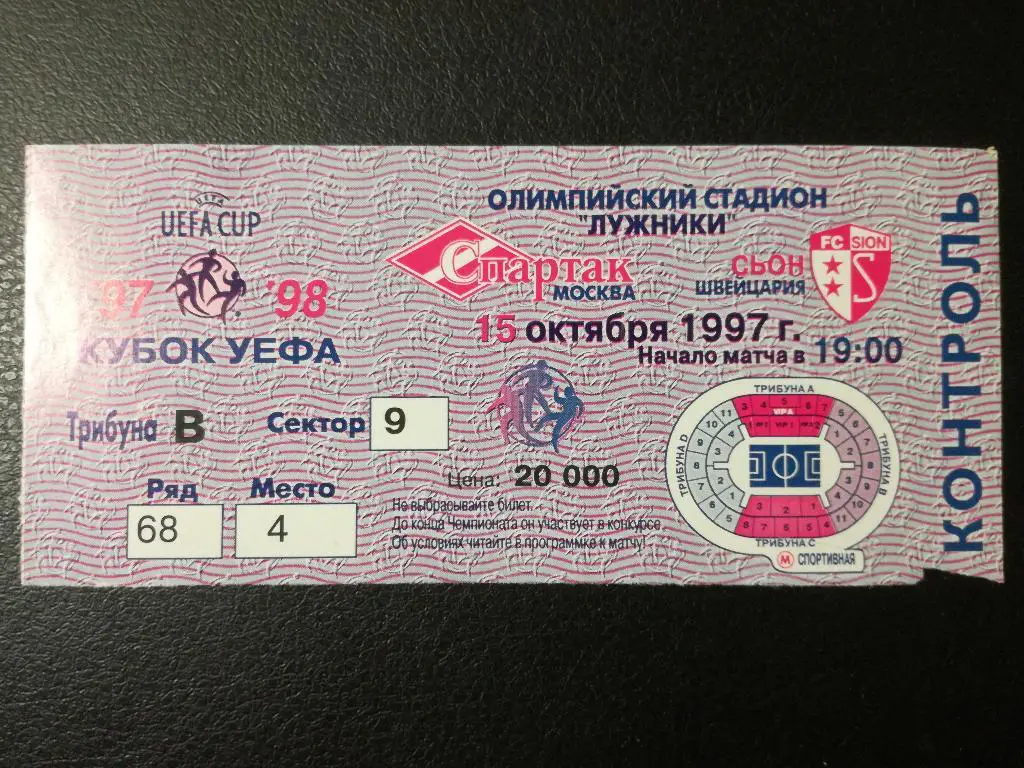 UEFA
UEFA CUP
'97 '98
КУБОК УЕФА
ОЛИМПИЙСКИЙ СТАДИОН
"ЛУЖНИКИ"
Спартак
МОСКВА
СЬОН
ШВЕЙЦАРИЯ
FC SION
S
15 октября 1997 г.
Начало матча в 19:00
Трибуна В Сектор 9
Ряд Место
68 4
Цена: 20 000
Не выбрасывайте билет.
До конца Чемпионата он участвует в конкурсе.
Об условиях читайте в программке к матчу!
ТРИБУНА А
ТРИБУНА D
ТРИБУНА В
ТРИБУНА С
М СПОРТИВНАЯ
КОНТРОЛЬ